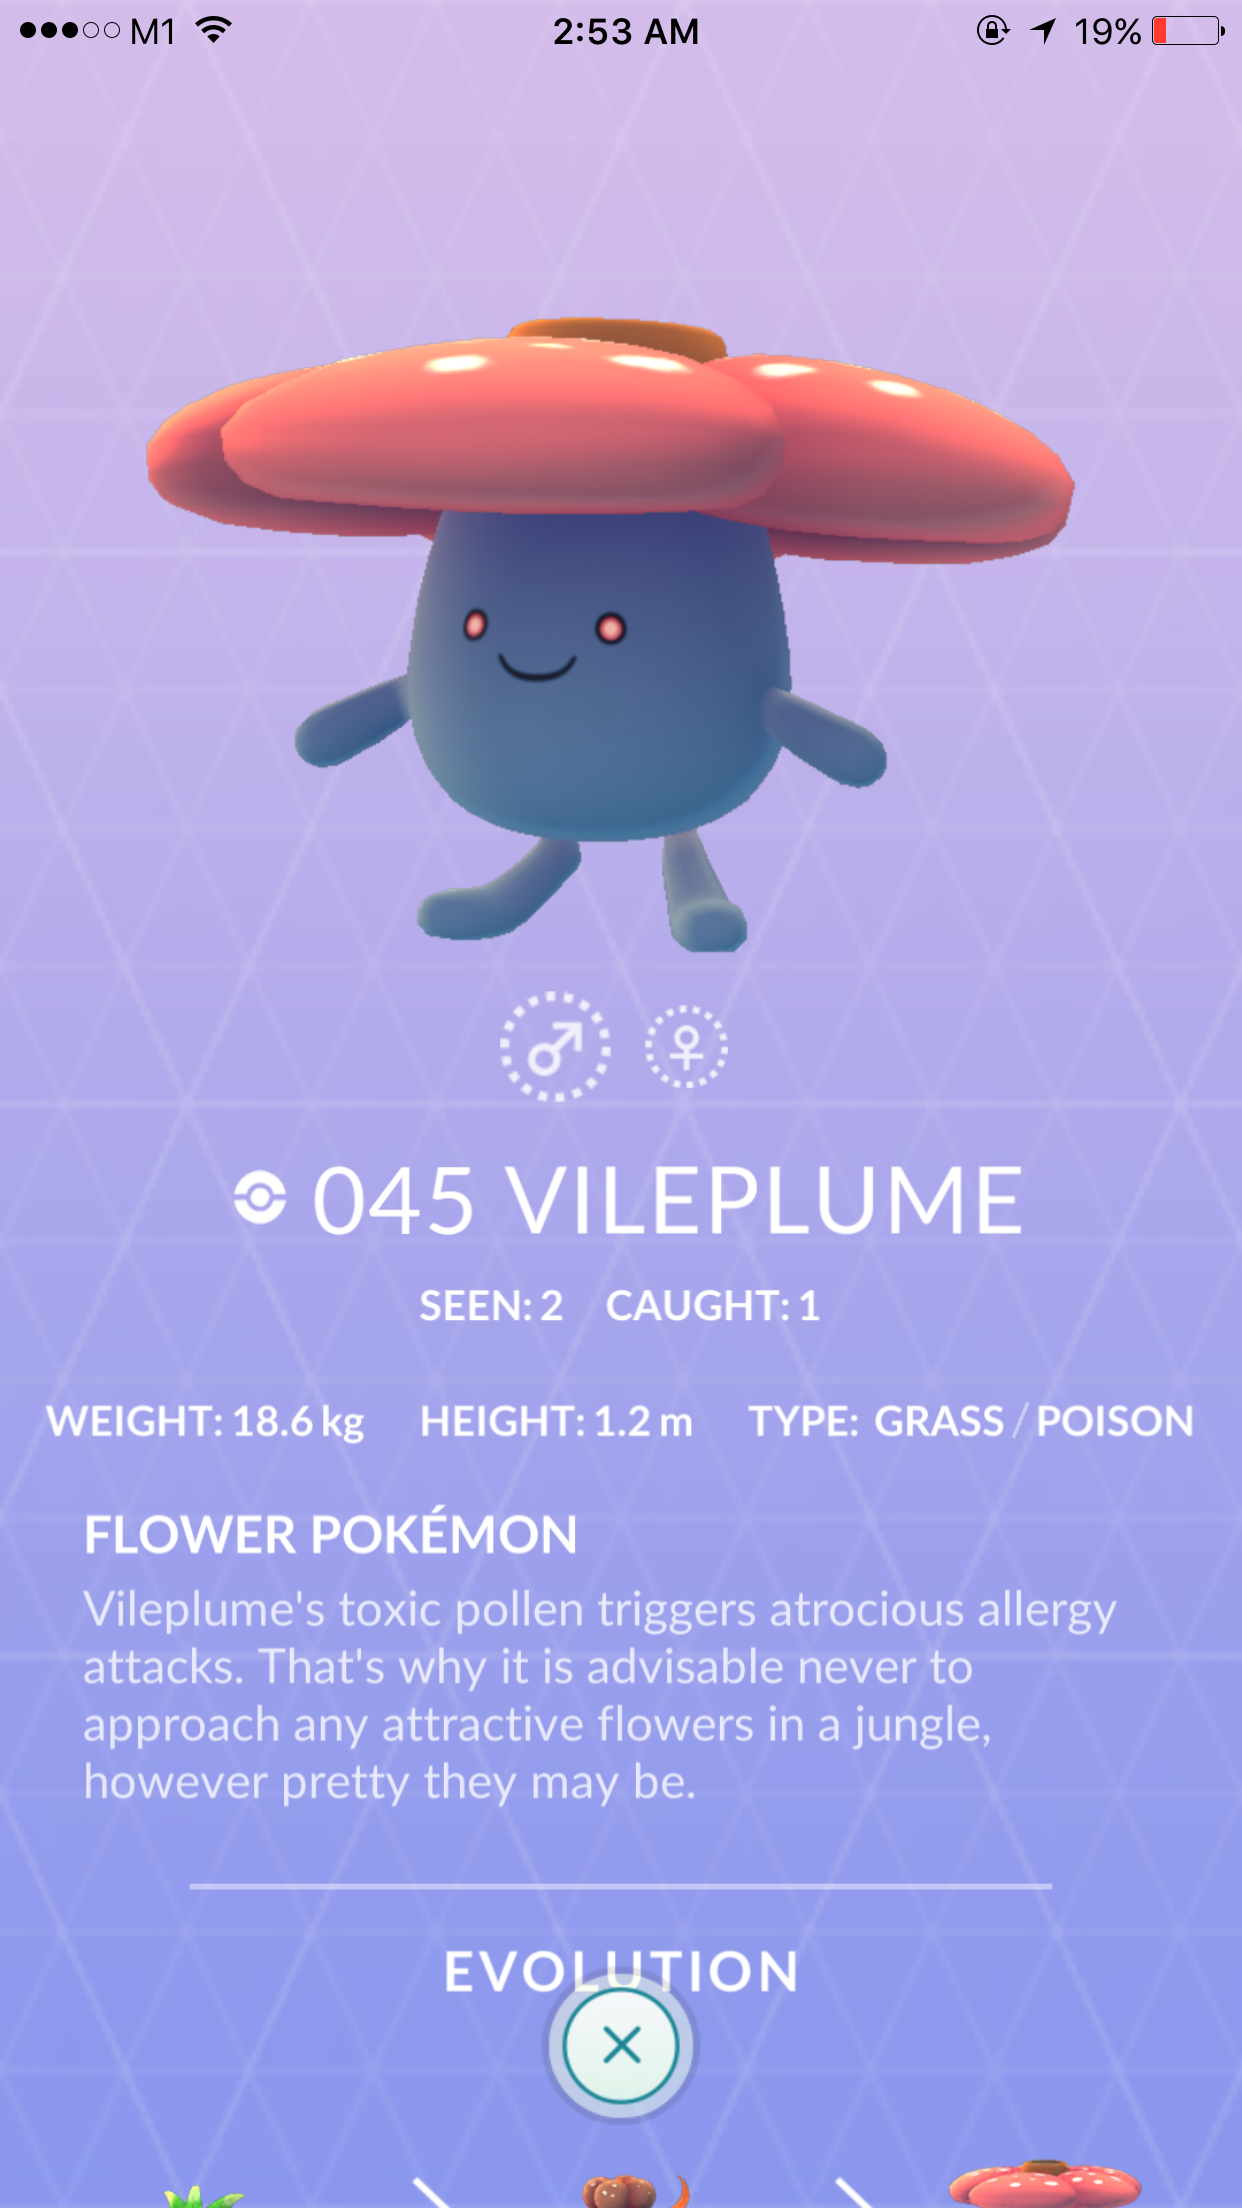 M1 2:53 AM 19%
045 VILEPLUME
SEEN: 2 CAUGHT: 1
WEIGHT: 18.6 kg HEIGHT: 1.2 m TYPE: GRASS / POISON
FLOWER POKÉMON
Vileplume's toxic pollen triggers atrocious allergy
attacks. That's why it is advisable never to
approach any attractive flowers in a jungle,
however pretty they may be.
EVOLUTION